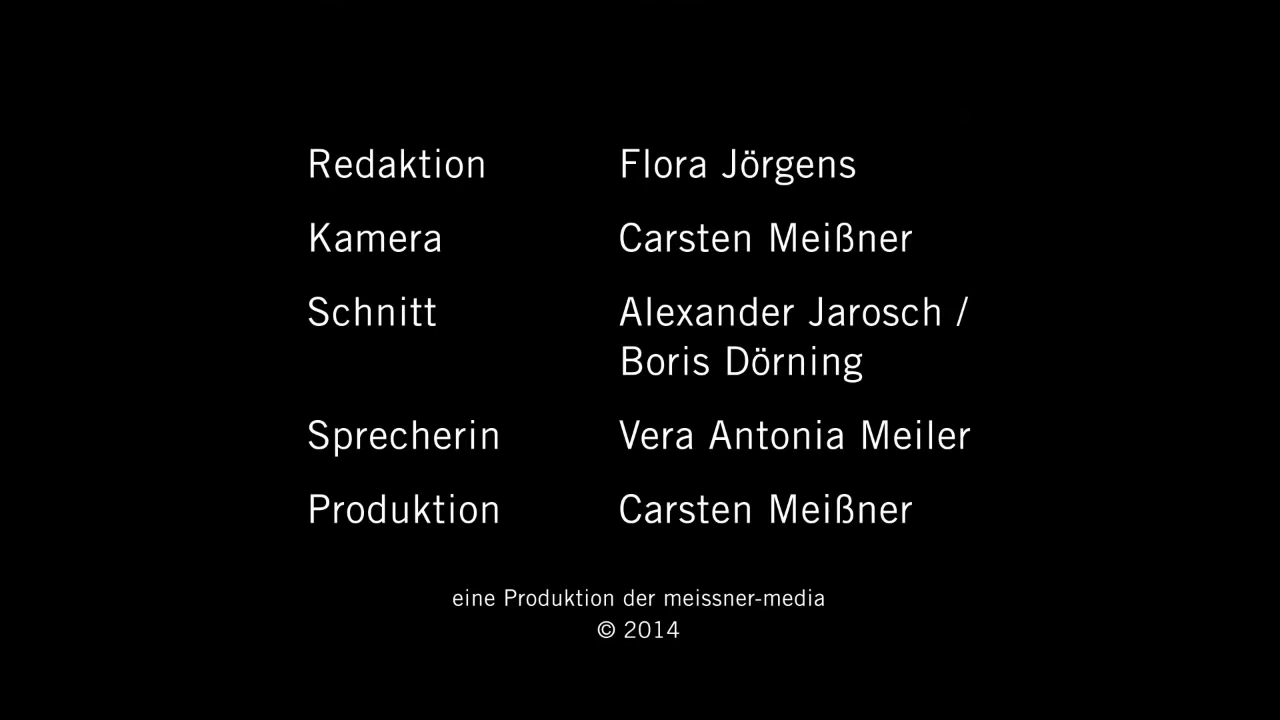 Redaktion Flora Jörgens
Kamera Carsten Meißner
Schnitt Alexander Jarosch /
Boris Dörning
Sprecherin Vera Antonia Meiler
Produktion Carsten Meißner
eine Produktion der meissner-media
© 2014